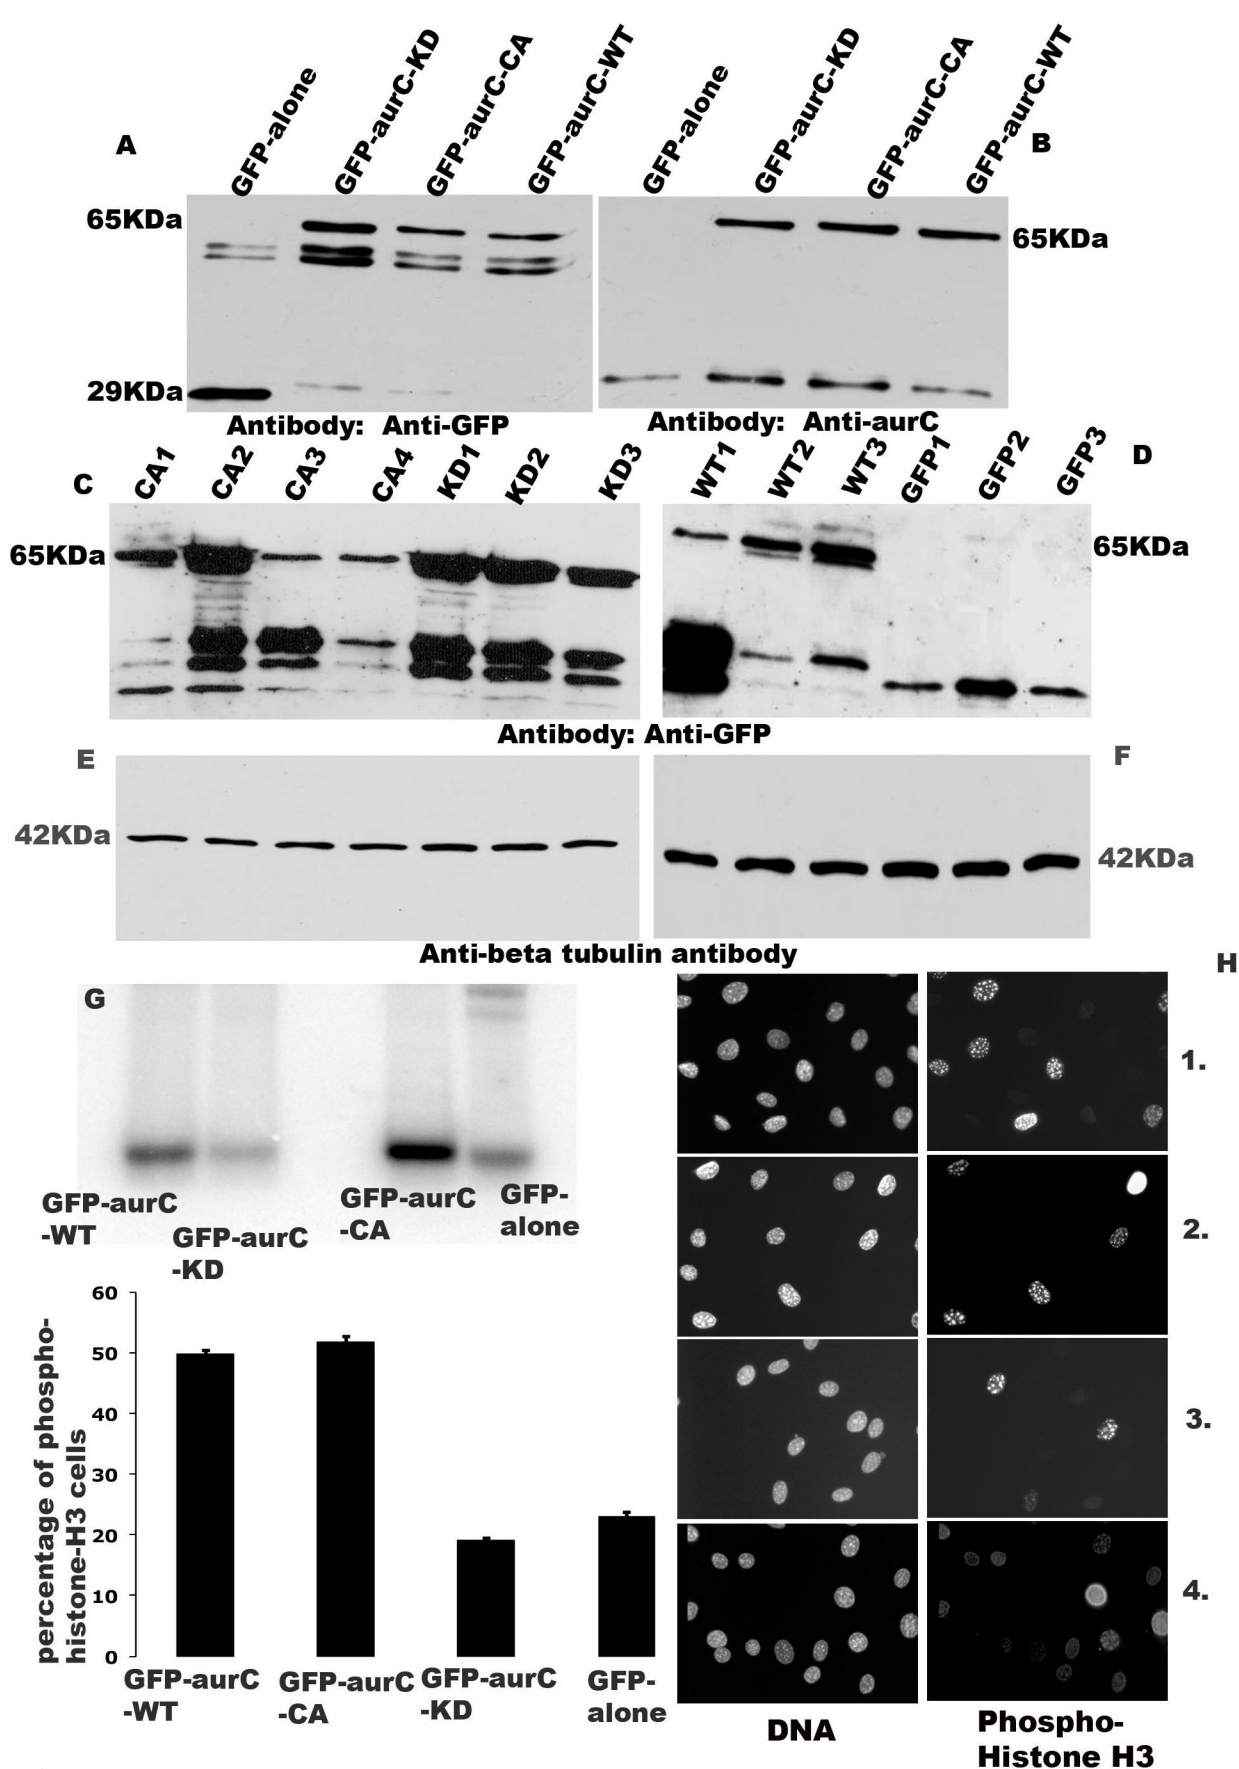 A
GFP-alone
GFP-aurC-KD
GFP-aurC-CA
GFP-aurC-WT
GFP-alone
GFP-aurC-KD
GFP-aurC-CA
GFP-aurC-WT
B
65KDa
65KDa
29KDa
Antibody: Anti-GFP
Antibody: Anti-aurC
C
CA1
CA2
CA3
CA4
KD1
KD2
KD3
WT1
WT2
WT3
GFP1
GFP2
GFP3
D
65KDa
65KDa
Antibody: Anti-GFP
E
F
42KDa
42KDa
Anti-beta tubulin antibody
G
H
GFP-aurC
-WT
GFP-aurC
-KD
GFP-aurC
-CA
GFP-
alone
1.
2.
3.
4.
percentage of phospho-
histone-H3 cells
60
50
40
30
20
10
0
GFP-aurC
-WT
GFP-aurC
-CA
GFP-aurC
-KD
GFP-
alone
DNA
Phospho-
Histone H3